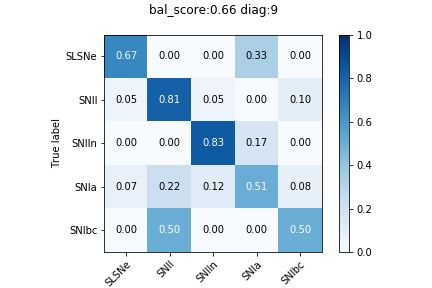 bal_score:0.66 diag:9
True label
SLSNe 0.67 0.00 0.00 0.33 0.00
SNII 0.05 0.81 0.05 0.00 0.10
SNIIn 0.00 0.00 0.83 0.17 0.00
SNIa 0.07 0.22 0.12 0.51 0.08
SNIbc 0.00 0.50 0.00 0.00 0.50
SLSNe SNII SNIIn SNIa SNIbc
1.0
0.8
0.6
0.4
0.2
0.0